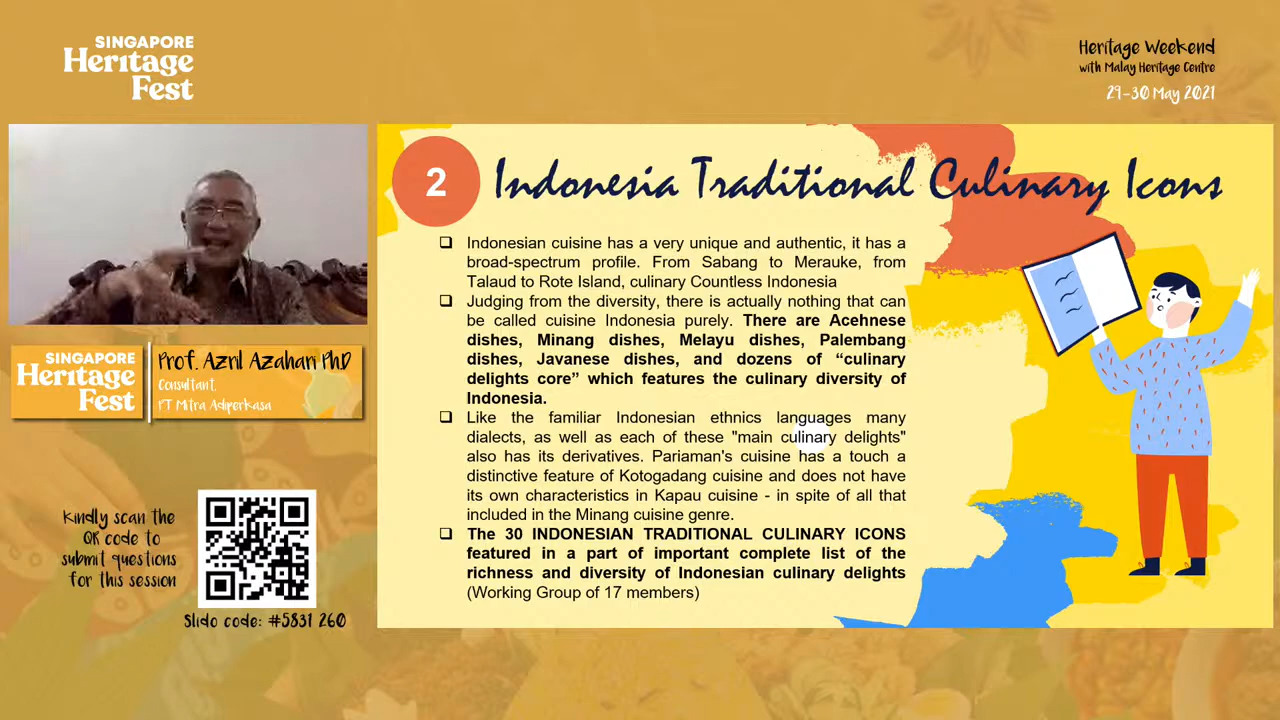 SINGAPORE
Heritage
Fest
Heritage Weekend
with Malay Heritage Centre
29-30 May 2021
SINGAPORE
Heritage
Fest
Prof. Azril Azahari PhD
Consultant,
PT Mitra Adiperkasa
Kindly scan the
QR code to
submit questions
for this session
Slido code: #5831 260
2
Indonesia Traditional Culinary Icons
Indonesian cuisine has a very unique and authentic, it has a
broad-spectrum profile. From Sabang to Merauke, from
Talaud to Rote Island, culinary Countless Indonesia
Judging from the diversity, there is actually nothing that can
be called cuisine Indonesia purely. There are Acehnese
dishes, Minang dishes, Melayu dishes, Palembang
dishes, Javanese dishes, and dozens of “culinary
delights core” which features the culinary diversity of
Indonesia.
Like the familiar Indonesian ethnics languages many
dialects, as well as each of these "main culinary delights"
also has its derivatives. Pariaman's cuisine has a touch a
distinctive feature of Kotogadang cuisine and does not have
its own characteristics in Kapau cuisine - in spite of all that
included in the Minang cuisine genre.
The 30 INDONESIAN TRADITIONAL CULINARY ICONS
featured in a part of important complete list of the
richness and diversity of Indonesian culinary delights
(Working Group of 17 members)